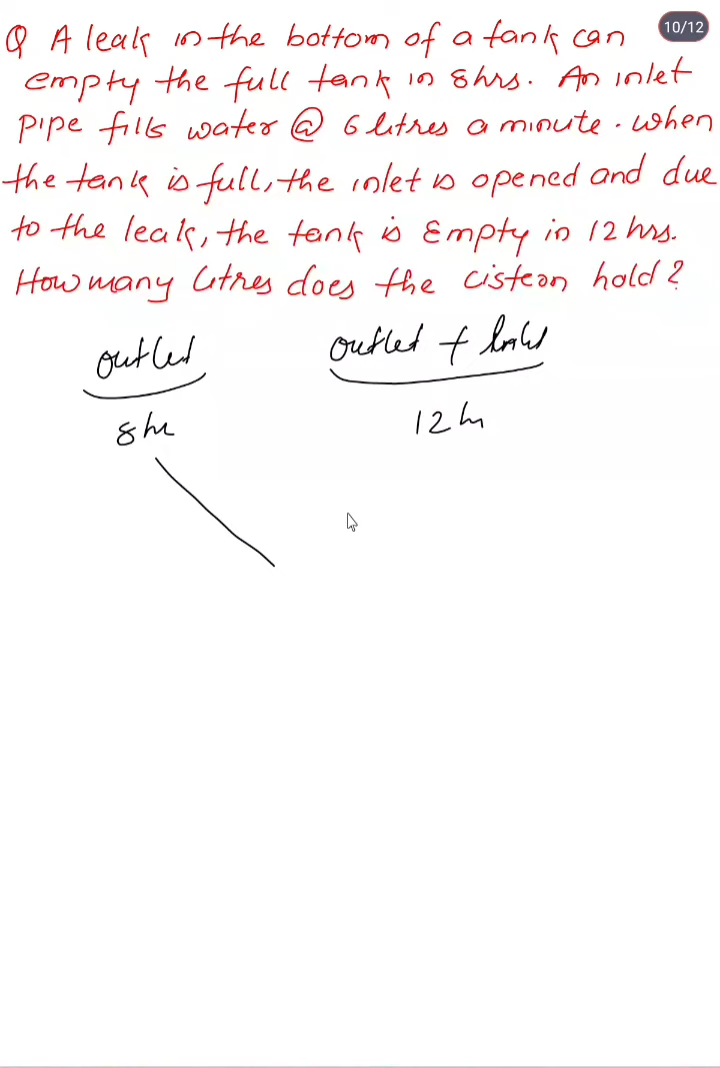 10/12
Q A leak in the bottom of a tank can
empty the full tank in 8hrs. An inlet
pipe fills water @ 6 litres a minute. when
the tank is full, the inlet is opened and due
to the leak, the tank is Empty in 12 hrs.
How many litres does the cistern hold?
outlet outlet + Inlet
8hr 12h